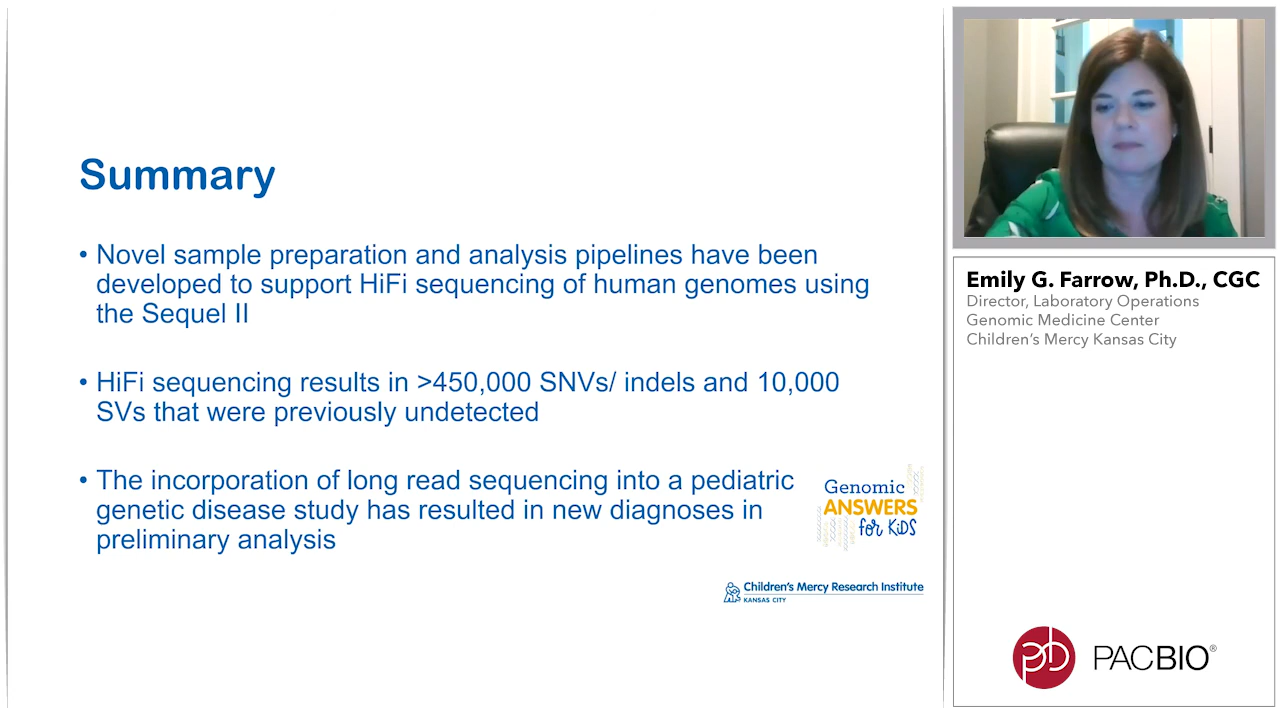 Summary
• Novel sample preparation and analysis pipelines have been
developed to support HiFi sequencing of human genomes using
the Sequel II
• HiFi sequencing results in >450,000 SNVs/ indels and 10,000
SVs that were previously undetected
• The incorporation of long read sequencing into a pediatric
genetic disease study has resulted in new diagnoses in
preliminary analysis
Genomic
ANSWERS
for KiDS
Children's Mercy Research Institute
KANSAS CITY
Emily G. Farrow, Ph.D., CGC
Director, Laboratory Operations
Genomic Medicine Center
Children's Mercy Kansas City
PACBIO®